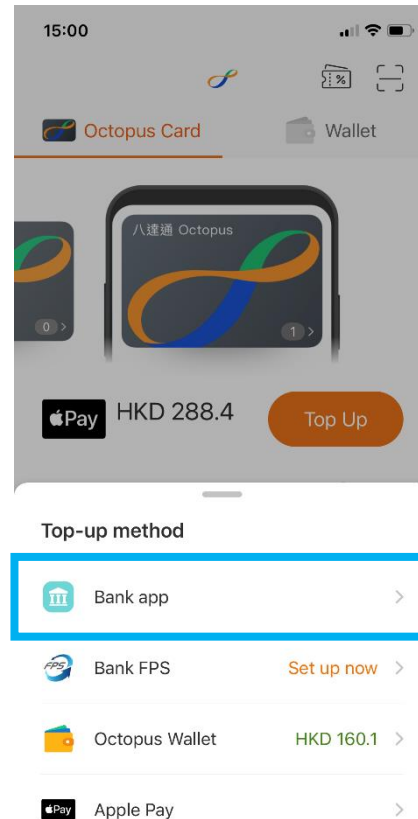 15:00
%
Octopus Card Wallet
八達通 Octopus
0 >
1 >
Pay HKD 288.4 Top Up
Top-up method
Bank app
FPS Bank FPS Set up now
Octopus Wallet HKD 160.1
Pay Apple Pay